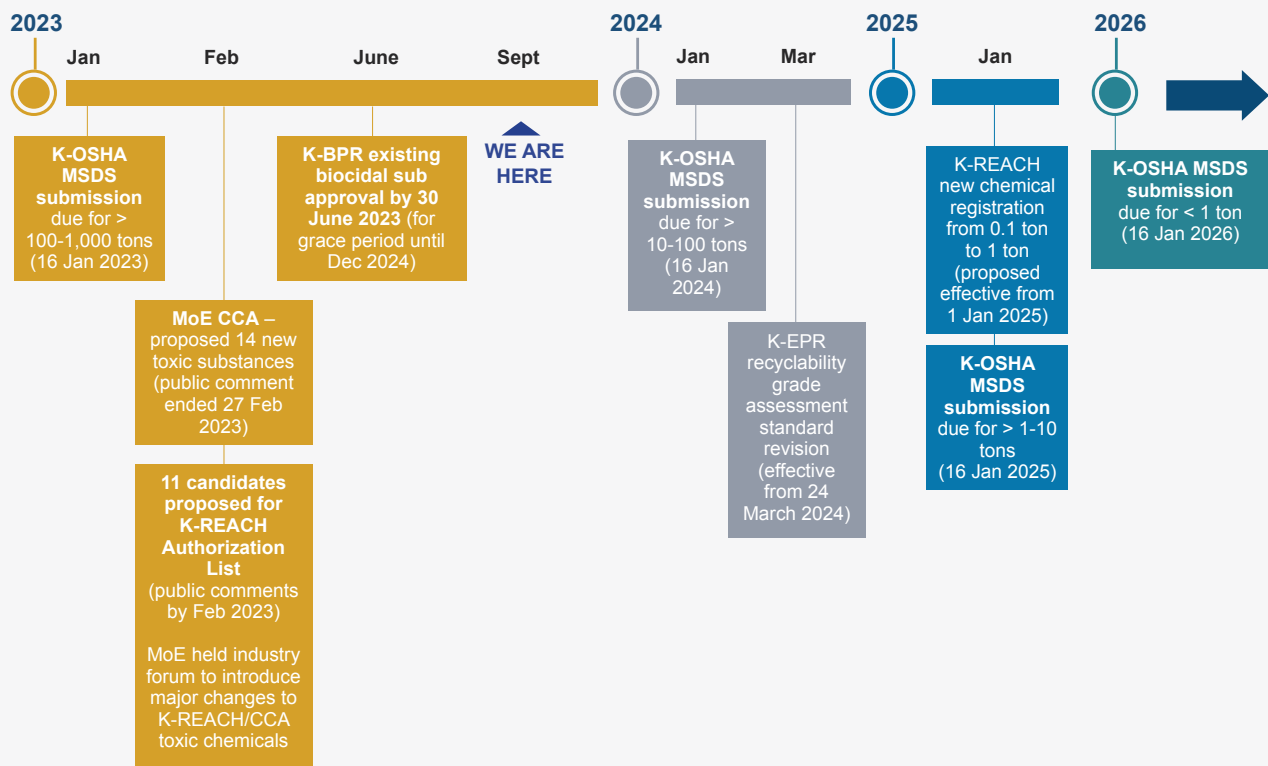 2023
Jan
Feb
June
Sept
2024
Jan
Mar
2025
Jan
2026
K-OSHA
MSDS
submission
due for >
100-1,000 tons
(16 Jan 2023)
MoE CCA –
proposed 14 new
toxic substances
(public comment
ended 27 Feb
2023)
11 candidates
proposed for
K-REACH
Authorization
List
(public comments
by Feb 2023)
MoE held industry
forum to introduce
major changes to
K-REACH/CCA
toxic chemicals
K-BPR existing
biocidal sub
approval by 30
June 2023 (for
grace period until
Dec 2024)
WE ARE
HERE
K-OSHA
MSDS
submission
due for >
10-100 tons
(16 Jan
2024)
K-EPR
recyclability
grade
assessment
standard
revision
(effective
from 24
March 2024)
K-REACH
new chemical
registration
from 0.1 ton
to 1 ton
(proposed
effective from
1 Jan 2025)
K-OSHA
MSDS
submission
due for > 1-10
tons
(16 Jan 2025)
K-OSHA MSDS
submission
due for < 1 ton
(16 Jan 2026)